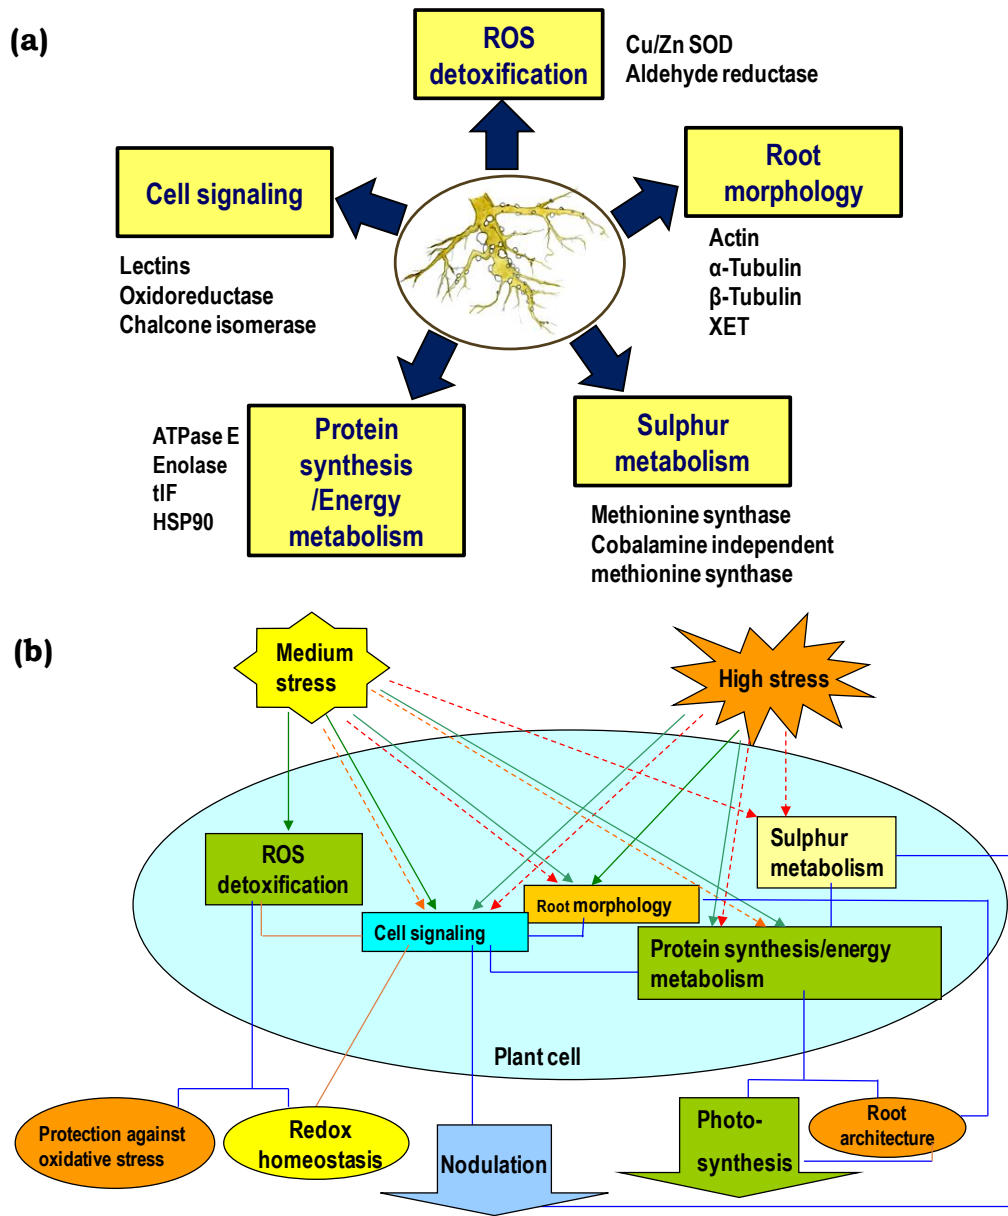 (a)
ROS
detoxification
Cu/Zn SOD
Aldehyde reductase
Cell signaling
Root
morphology
Lectins
Oxidoreductase
Chalcone isomerase
Actin
α-Tubulin
β-Tubulin
XET
ATPase E
Enolase
tIF
HSP90
Protein
synthesis
/Energy
metabolism
Sulphur
metabolism
Methionine synthase
Cobalamine independent
methionine synthase
(b)
Medium
stress
High stress
ROS
detoxification
Sulphur
metabolism
Root morphology
Cell signaling
Protein synthesis/energy
metabolism
Plant cell
Protection against
oxidative stress
Redox
homeostasis
Nodulation
Photo-
synthesis
Root
architecture